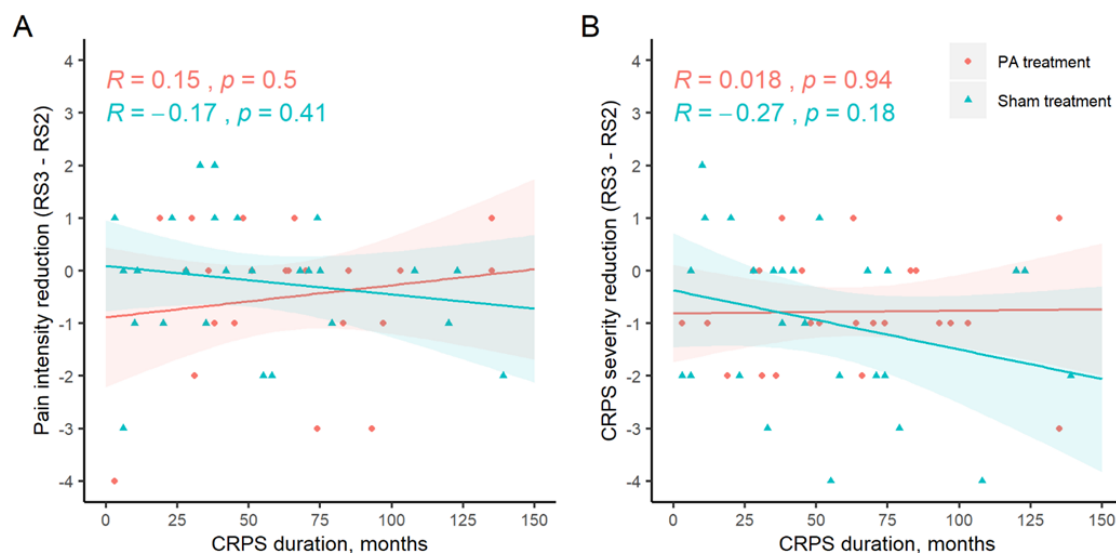 A
Pain intensity reduction (RS3 - RS2)
4
3
2
1
0
-1
-2
-3
-4
R = 0.15 , p = 0.5
R = −0.17 , p = 0.41
0 25 50 75 100 125 150
CRPS duration, months
B
CRPS severity reduction (RS3 - RS2)
4
3
2
1
0
-1
-2
-3
-4
R = 0.018 , p = 0.94
R = −0.27 , p = 0.18
PA treatment
Sham treatment
0 25 50 75 100 125 150
CRPS duration, months